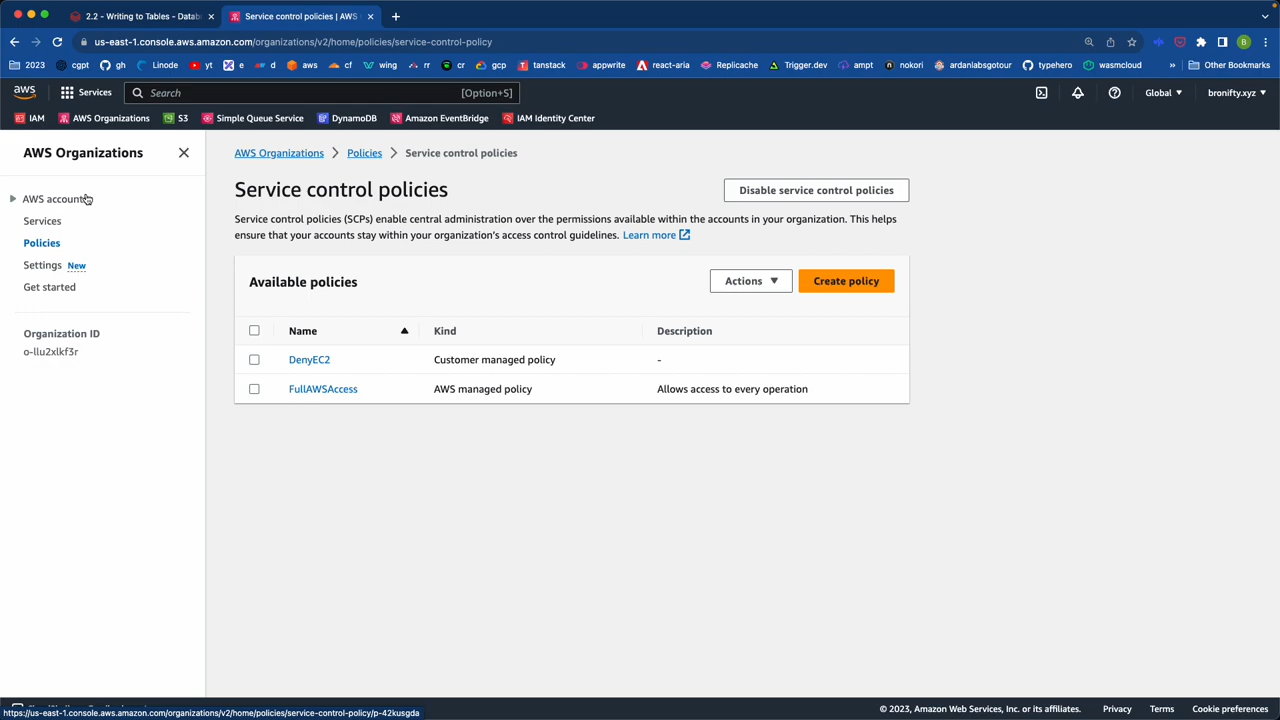 2.2 - Writing to Tables - Datab
Service control policies | AWS
us-east-1.console.aws.amazon.com/organizations/v2/home/policies/service-control-policy
2023
cgpt
gh
Linode
yt
e
d
aws
cf
wing
rr
cr
gcp
tanstack
appwrite
react-aria
Replicache
Trigger.dev
ampt
nokori
ardanlabsgotour
typehero
wasmcloud
»
Other Bookmarks
aws
Services
Search
[Option+S]
Global
bronifty.xyz
IAM
AWS Organizations
S3
Simple Queue Service
DynamoDB
Amazon EventBridge
IAM Identity Center
AWS Organizations
AWS accounts
Services
Policies
Settings New
Get started
Organization ID
o-llu2xlkf3r
AWS Organizations > Policies > Service control policies
Service control policies
Disable service control policies
Service control policies (SCPs) enable central administration over the permissions available within the accounts in your organization. This helps
ensure that your accounts stay within your organization's access control guidelines. Learn more
Available policies
Actions
Create policy
Name Kind Description
DenyEC2 Customer managed policy -
FullAWSAccess AWS managed policy Allows access to every operation
https://us-east-1.console.aws.amazon.com/organizations/v2/home/policies/service-control-policy/p-42kusgda
© 2023, Amazon Web Services, Inc. or its affiliates. Privacy Terms Cookie preferences